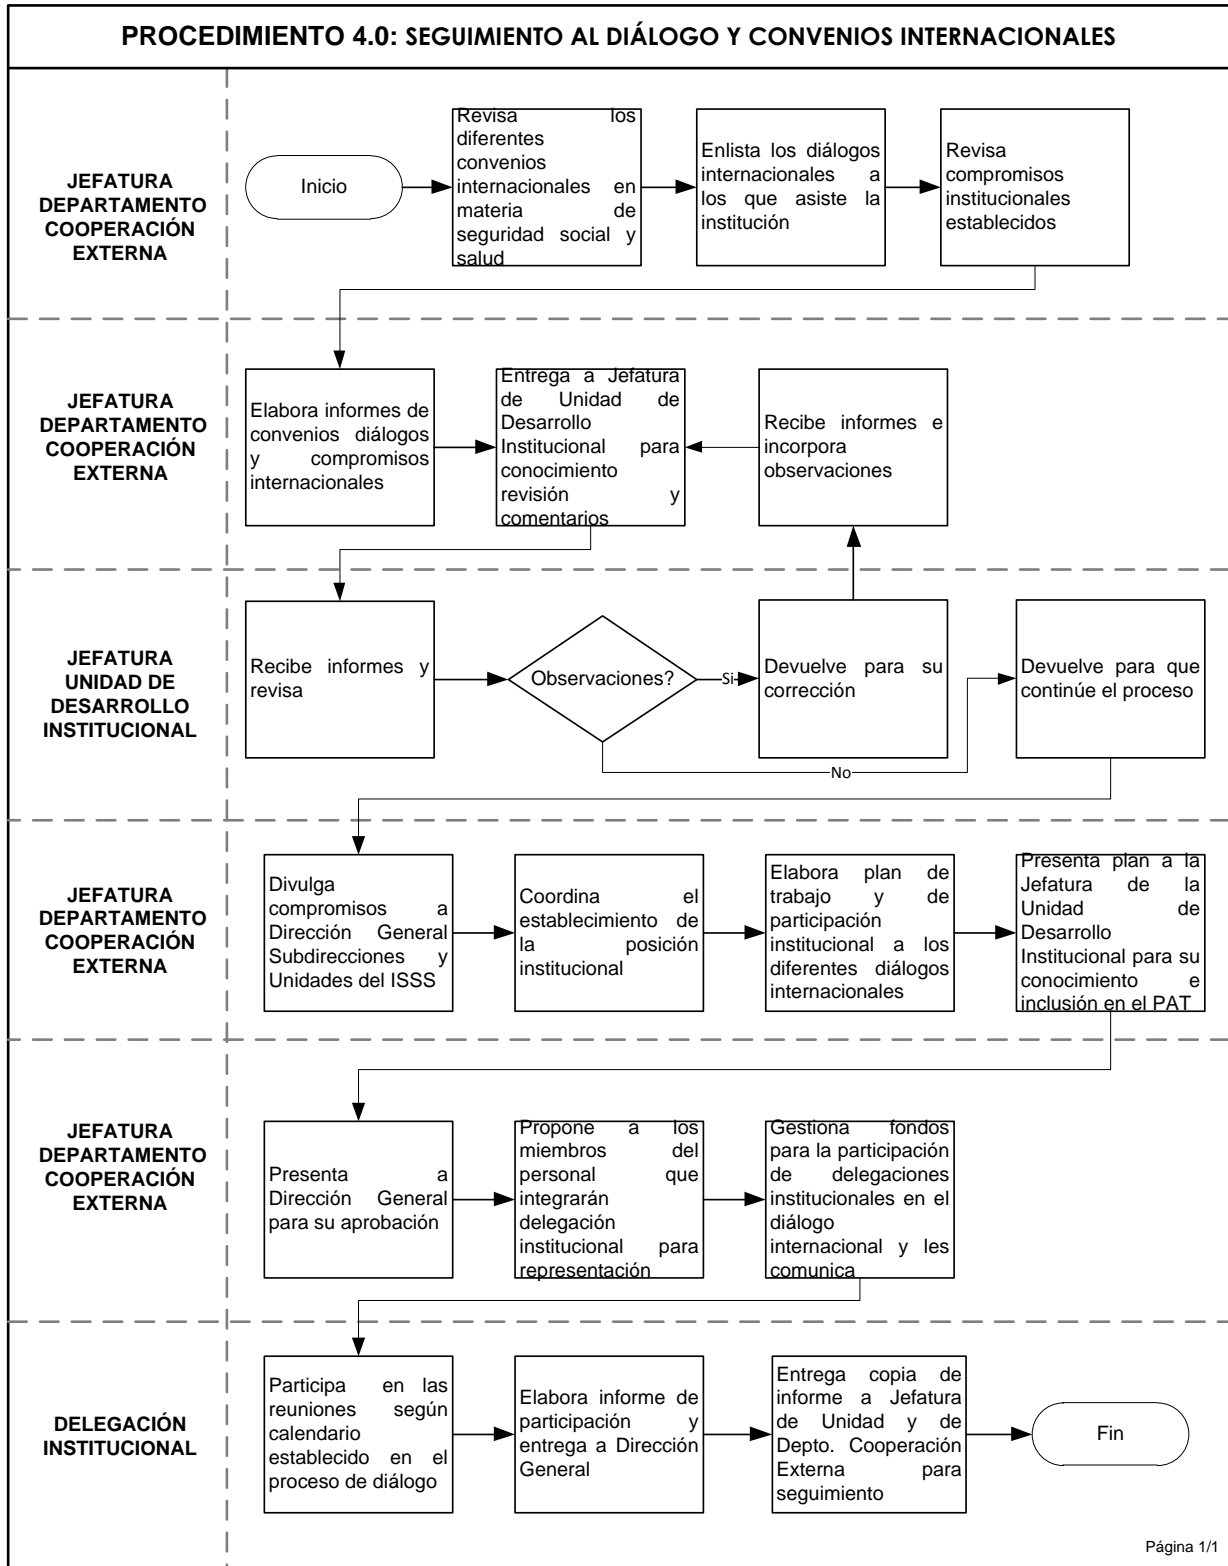 PROCEDIMIENTO 4.0: SEGUIMIENTO AL DIÁLOGO Y CONVENIOS INTERNACIONALES
JEFATURA
DEPARTAMENTO
COOPERACIÓN
EXTERNA
Inicio
Revisa los
diferentes
convenios
internacionales en
materia de
seguridad social y
salud
Enlista los diálogos
internacionales a
los que asiste la
institución
Revisa
compromisos
institucionales
establecidos
JEFATURA
DEPARTAMENTO
COOPERACIÓN
EXTERNA
Elabora informes de
convenios diálogos
y compromisos
internacionales
Entrega a Jefatura
de Unidad de
Desarrollo
Institucional para
conocimiento
revisión y
comentarios
Recibe informes e
incorpora
observaciones
JEFATURA
UNIDAD DE
DESARROLLO
INSTITUCIONAL
Recibe informes y
revisa
Observaciones?
Si
Devuelve para su
corrección
Devuelve para que
continúe el proceso
No
JEFATURA
DEPARTAMENTO
COOPERACIÓN
EXTERNA
Divulga
compromisos a
Dirección General
Subdirecciones y
Unidades del ISSS
Coordina el
establecimiento de
la posición
institucional
Elabora plan de
trabajo y de
participación
institucional a los
diferentes diálogos
internacionales
Presenta plan a la
Jefatura de la
Unidad de
Desarrollo
Institucional para su
conocimiento e
inclusión en el PAT
JEFATURA
DEPARTAMENTO
COOPERACIÓN
EXTERNA
Presenta a
Dirección General
para su aprobación
Propone a los
miembros del
personal que
integrarán
delegación
institucional para
representación
Gestiona fondos
para la participación
de delegaciones
institucionales en el
diálogo
internacional y les
comunica
DELEGACIÓN
INSTITUCIONAL
Participa en las
reuniones según
calendario
establecido en el
proceso de diálogo
Elabora informe de
participación y
entrega a Dirección
General
Entrega copia de
informe a Jefatura
de Unidad y de
Depto. Cooperación
Externa para
seguimiento
Fin
Página 1/1